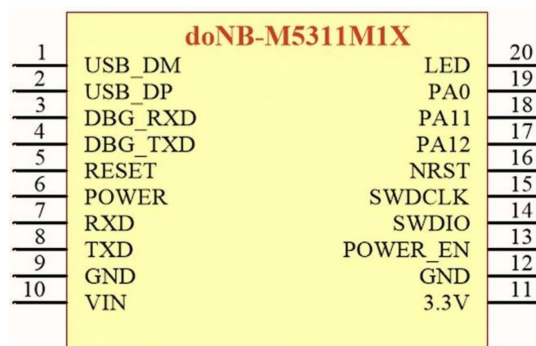 doNB-M5311M1X
1 USB_DM LED 20
2 USB_DP PA0 19
3 DBG_RXD PA11 18
4 DBG_TXD PA12 17
5 RESET NRST 16
6 POWER SWDCLK 15
7 RXD SWDIO 14
8 TXD POWER_EN 13
9 GND GND 12
10 VIN 3.3V 11